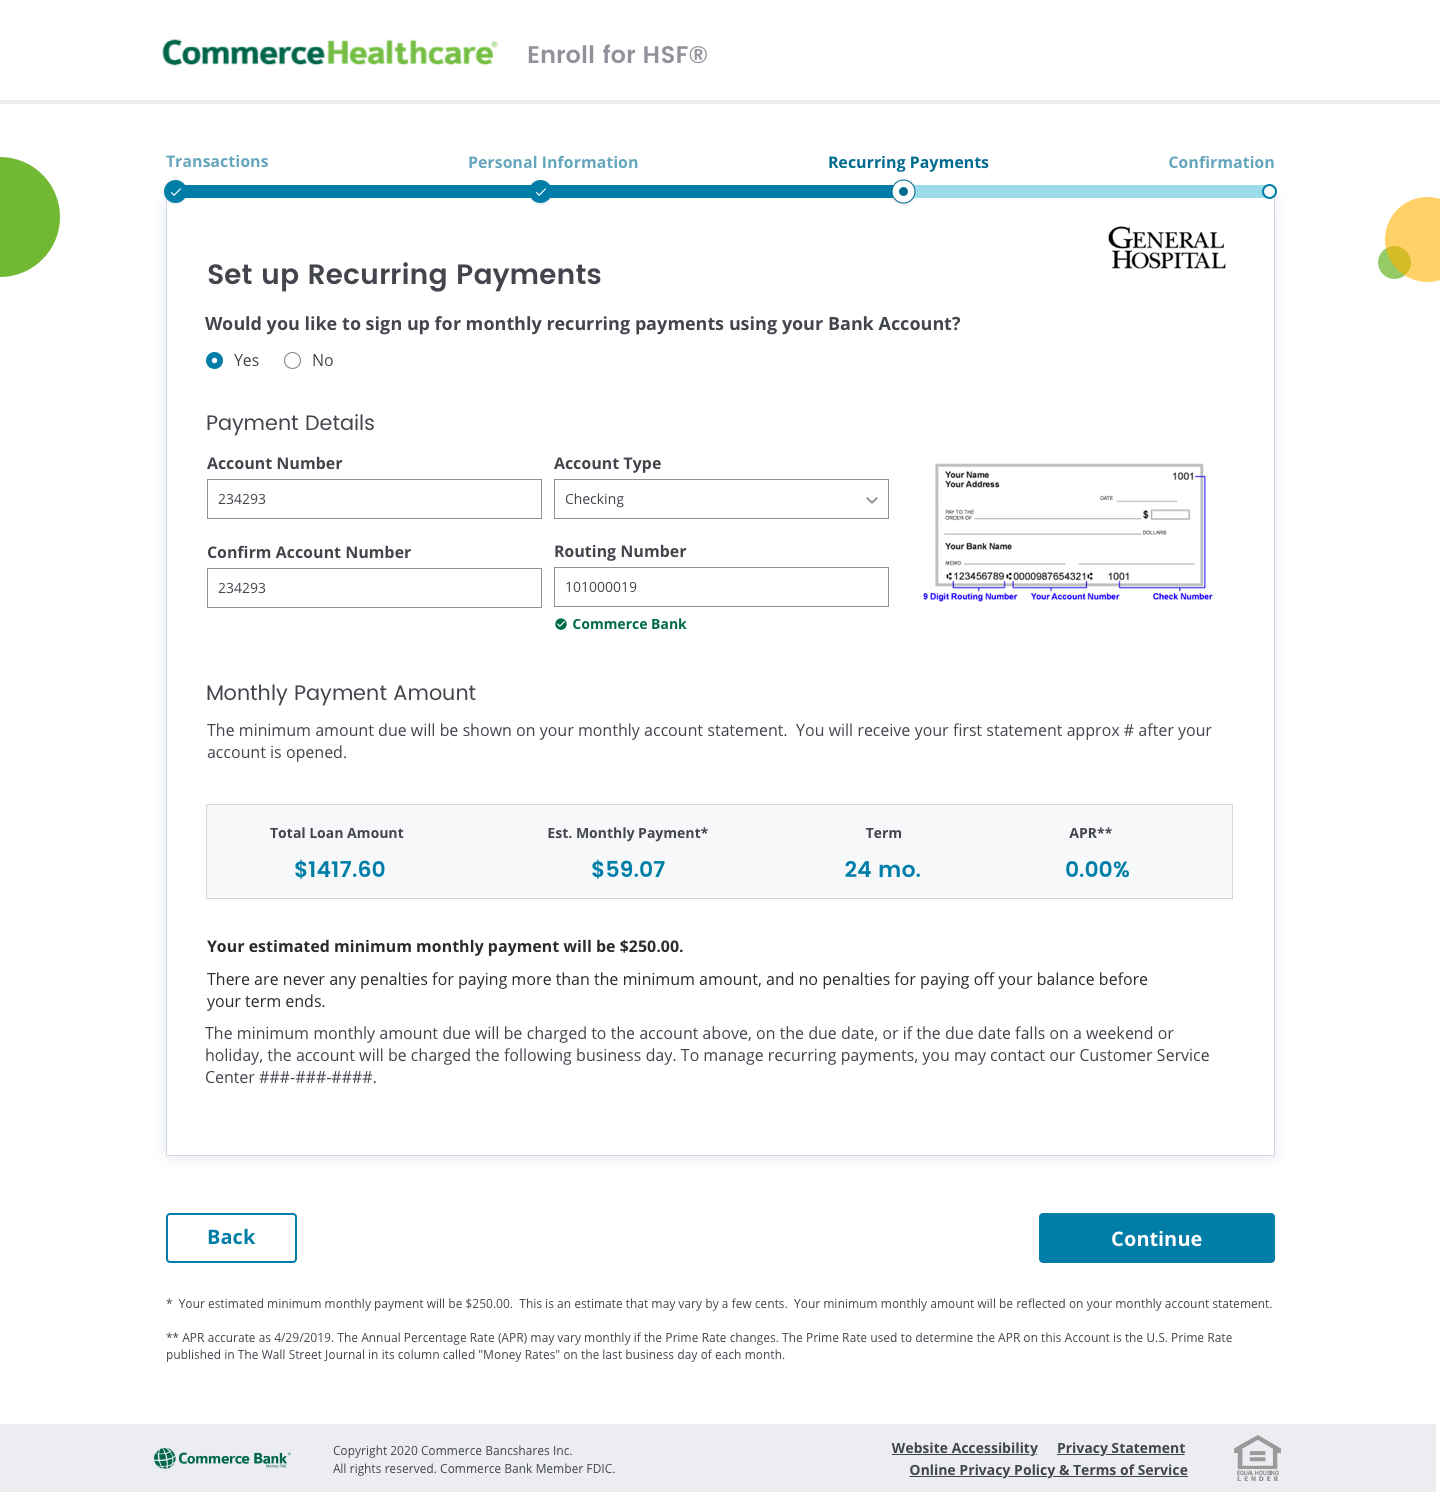 CommerceHealthcare® Enroll for HSF®
Transactions Personal Information Recurring Payments Confirmation
GENERAL
HOSPITAL
Set up Recurring Payments
Would you like to sign up for monthly recurring payments using your Bank Account?
Yes No
Payment Details
Account Number Account Type
234293 Checking
Confirm Account Number Routing Number
234293 101000019
Commerce Bank
Your Name 1001
Your Address
DATE
PAY TO THE
ORDER OF $
DOLLARS
Your Bank Name
MEMO
⑆123456789⑆0000987654321⑆ 1001
9 Digit Routing Number Your Account Number Check Number
Monthly Payment Amount
The minimum amount due will be shown on your monthly account statement.  You will receive your first statement approx # after your
account is opened.
Total Loan Amount Est. Monthly Payment* Term APR**
$1417.60 $59.07 24 mo. 0.00%
Your estimated minimum monthly payment will be $250.00.
There are never any penalties for paying more than the minimum amount, and no penalties for paying off your balance before
your term ends.
The minimum monthly amount due will be charged to the account above, on the due date, or if the due date falls on a weekend or
holiday, the account will be charged the following business day. To manage recurring payments, you may contact our Customer Service
Center ###-###-####.
Back Continue
*  Your estimated minimum monthly payment will be $250.00.  This is an estimate that may vary by a few cents.  Your minimum monthly amount will be reflected on your monthly account statement.
** APR accurate as 4/29/2019. The Annual Percentage Rate (APR) may vary monthly if the Prime Rate changes. The Prime Rate used to determine the APR on this Account is the U.S. Prime Rate
published in The Wall Street Journal in its column called "Money Rates" on the last business day of each month.
Commerce Bank
Member FDIC
Copyright 2020 Commerce Bancshares Inc.
All rights reserved. Commerce Bank Member FDIC.
Website Accessibility Privacy Statement
Online Privacy Policy & Terms of Service
EQUAL HOUSING
LENDER